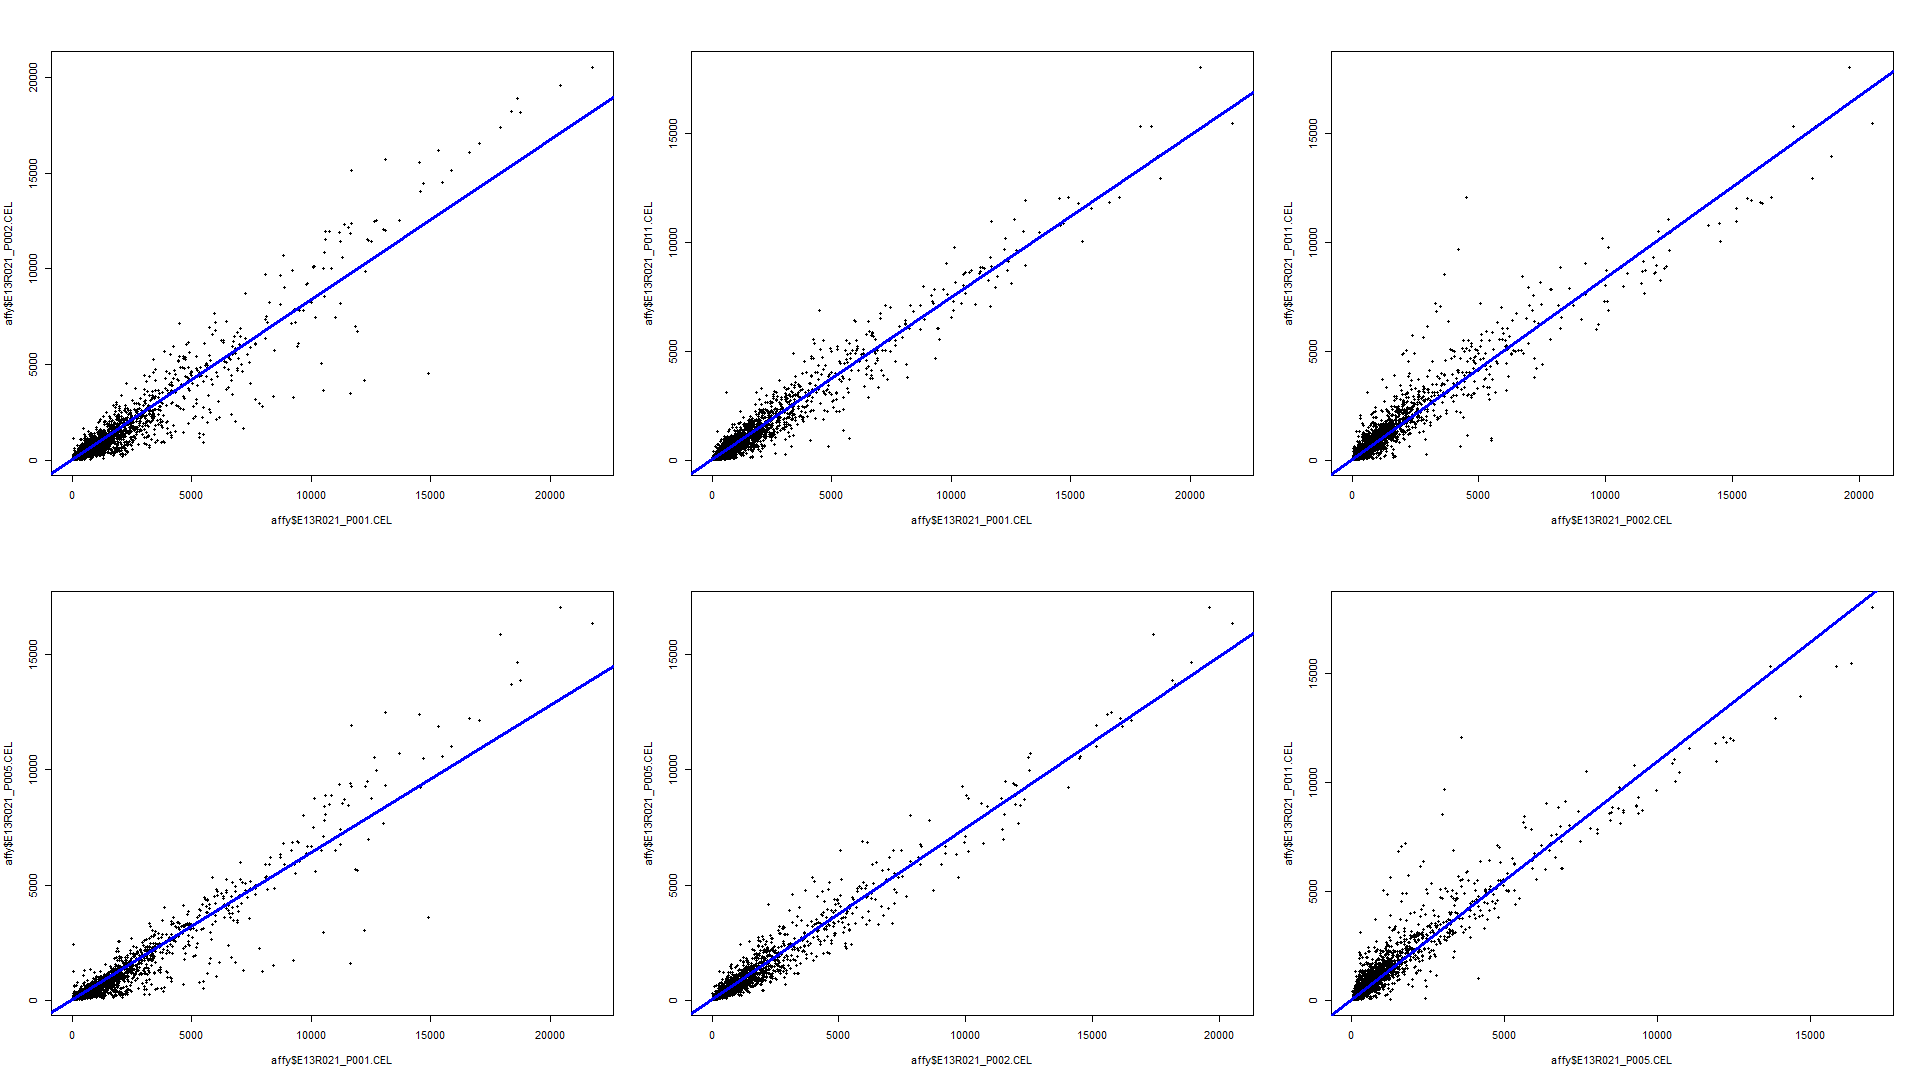 affy$E13R021_P002.CEL
20000
15000
10000
5000
0
0 5000 10000 15000 20000
affy$E13R021_P001.CEL
affy$E13R021_P011.CEL
15000
10000
5000
0
0 5000 10000 15000 20000
affy$E13R021_P001.CEL
affy$E13R021_P011.CEL
15000
10000
5000
0
0 5000 10000 15000 20000
affy$E13R021_P002.CEL
affy$E13R021_P005.CEL
15000
10000
5000
0
0 5000 10000 15000 20000
affy$E13R021_P001.CEL
affy$E13R021_P005.CEL
15000
10000
5000
0
0 5000 10000 15000 20000
affy$E13R021_P002.CEL
affy$E13R021_P011.CEL
15000
10000
5000
0
0 5000 10000 15000
affy$E13R021_P005.CEL